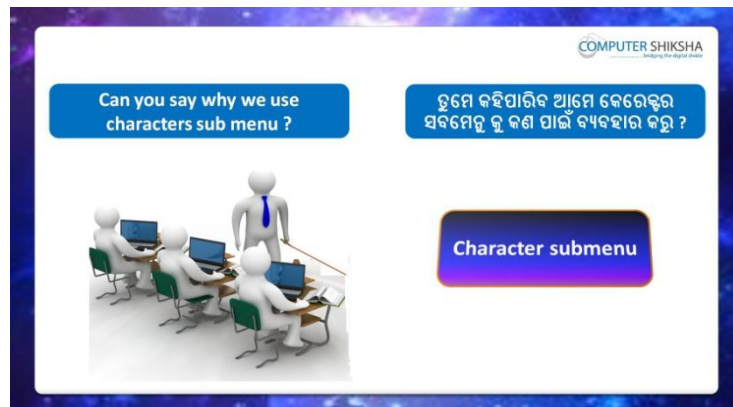 COMPUTER SHIKSHA
bridging the digital divide
Can you say why we use
characters sub menu ?
ତୁମେ କହିପାରିବ ଆମେ କେରେକ୍ଟର
ସବମେନୁ କୁ କଣ ପାଇଁ ବ୍ୟବହାର କରୁ ?
Character submenu